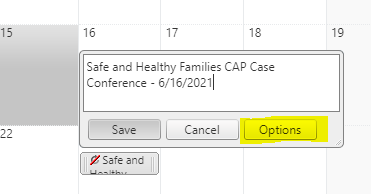 15 16 17 18 19
Safe and Healthy Families CAP Case
Conference - 6/16/2021
Save Cancel Options
22
Safe and
Healthy